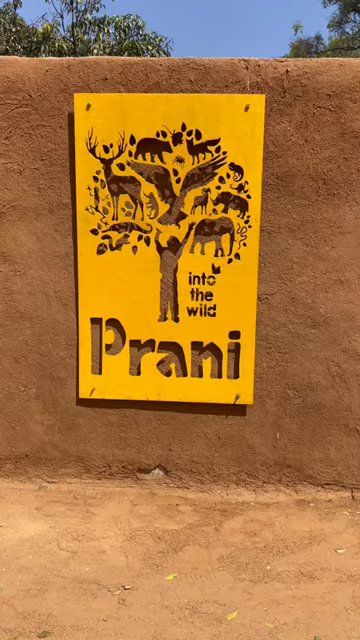 into
the
wild
Prani